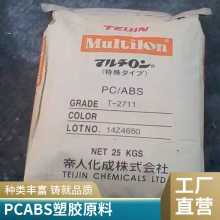 TEIJIN
Multilon
マルチロン®
(特殊タイプ)
PC/ABS
GRADE T-2711
COLOR
LOTNO. 14Z4650
NET 25 KGS
帝人化成株式会社
TEIJIN CHEMICALS LTD
种类丰富 铸就品质
PCABS塑胶原料
工厂
直营